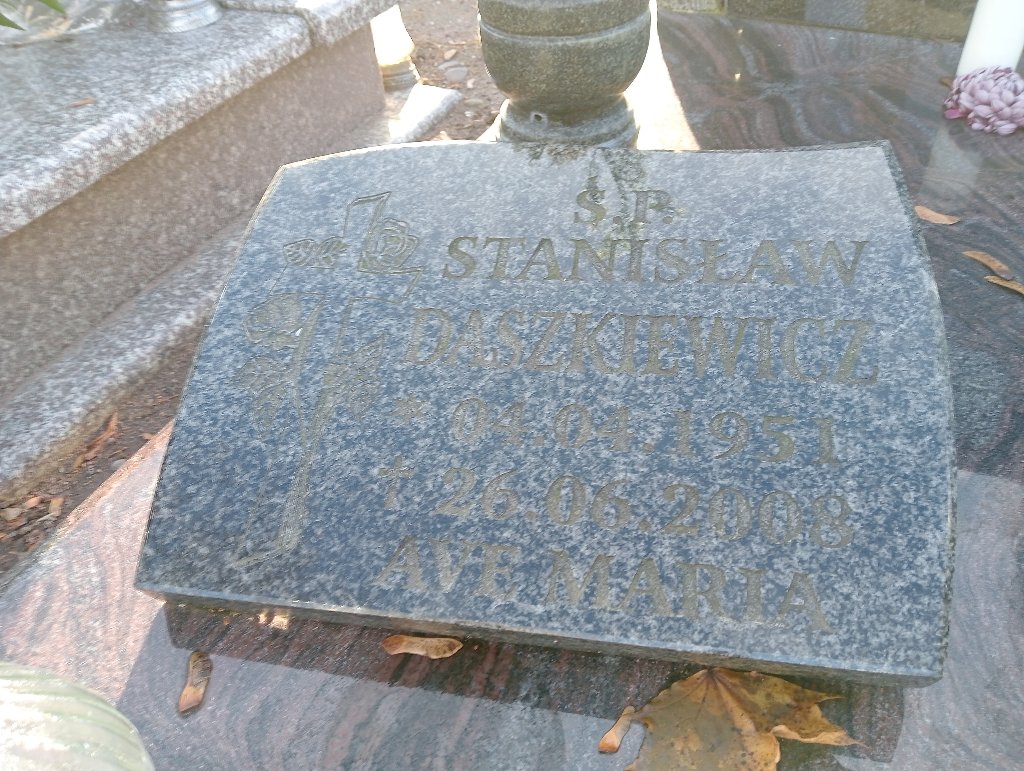 Ś.P.
STANISŁAW
DASZKIEWICZ
* 04.04.1951
† 26.06.2008
AVE MARIA